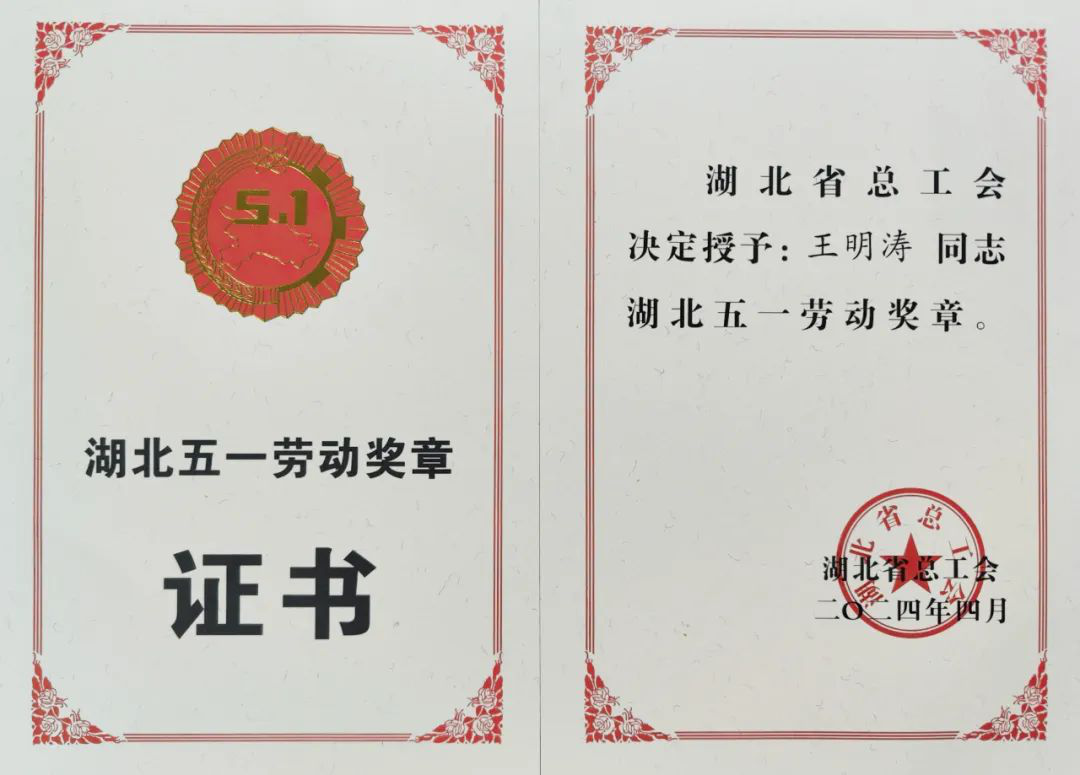 5.1
湖北五一劳动奖章
证书
湖北省总工会
决定授予：王明涛 同志
湖北五一劳动奖章。
湖北省总工会
湖北省总工会
二〇二四年四月